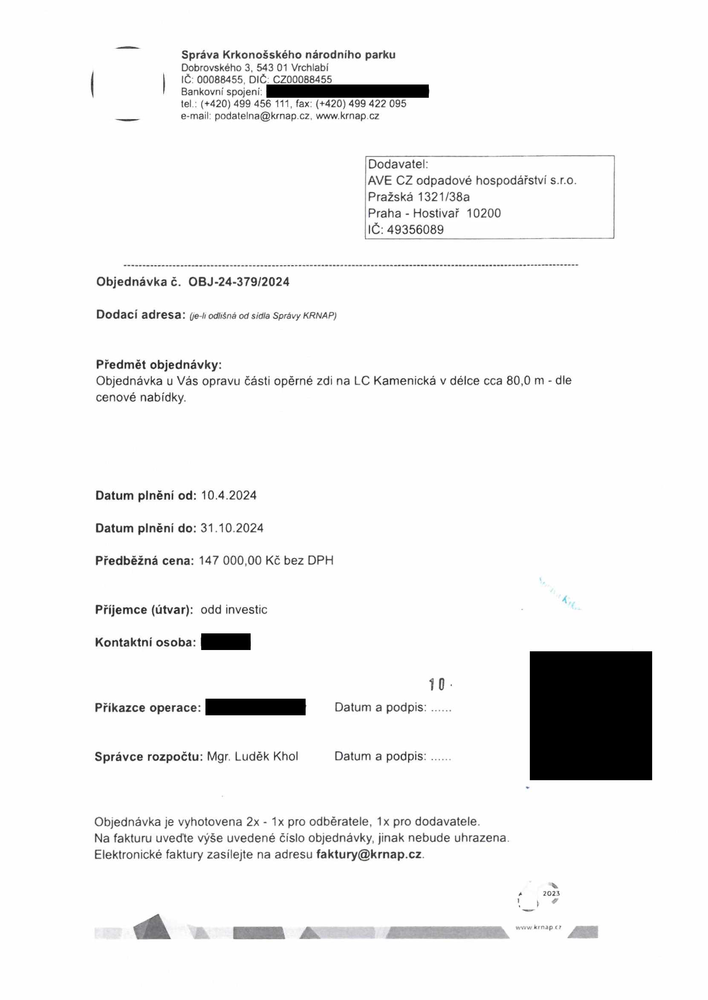 Správa Krkonošského národního parku
Dobrovského 3, 543 01 Vrchlabí
IČ: 00088455, DIČ: CZ00088455
Bankovní spojení:
tel.: (+420) 499 456 111, fax: (+420) 499 422 095
e-mail: podatelna@krnap.cz, www.krnap.cz
Dodavatel:
AVE CZ odpadové hospodářství s.r.o.
Pražská 1321/38a
Praha - Hostivař 10200
IČ: 49356089
Objednávka č. OBJ-24-379/2024
Dodací adresa: (je-li odlišná od sídla Správy KRNAP)
Předmět objednávky:
Objednávka u Vás opravu části opěrné zdi na LC Kamenická v délce cca 80,0 m - dle
cenové nabídky.
Datum plnění od: 10.4.2024
Datum plnění do: 31.10.2024
Předběžná cena: 147 000,00 Kč bez DPH
Příjemce (útvar): odd investic
Kontaktní osoba:
10.
Příkazce operace: Datum a podpis: ......
Správce rozpočtu: Mgr. Luděk Khol Datum a podpis: ......
Objednávka je vyhotovena 2x - 1x pro odběratele, 1x pro dodavatele.
Na fakturu uveďte výše uvedené číslo objednávky, jinak nebude uhrazena.
Elektronické faktury zasílejte na adresu faktury@krnap.cz.
2023
www.krnap.cz